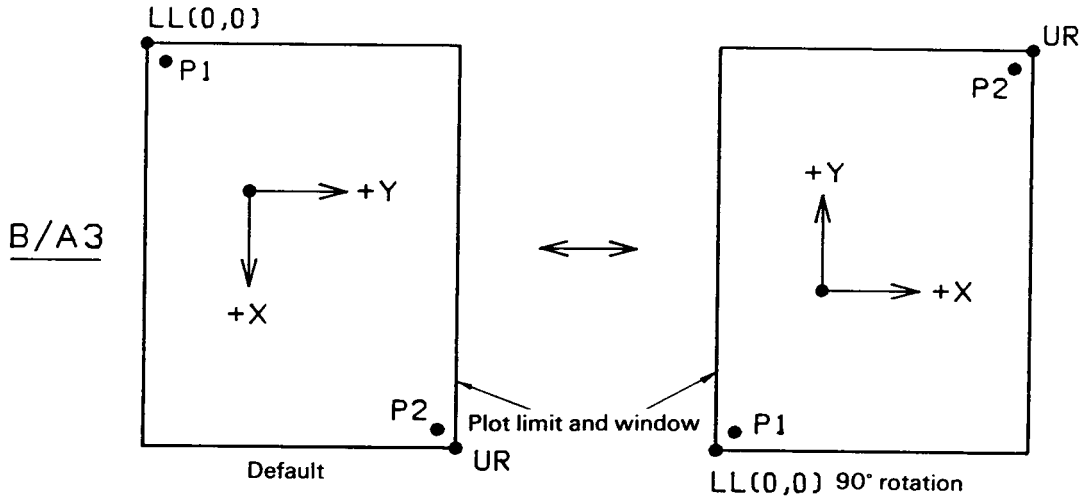 LL(0,0)
P1
+Y
+X
B/A3
P2
UR
Default
Plot limit and window
UR
P2
+Y
+X
P1
LL(0,0) 90° rotation